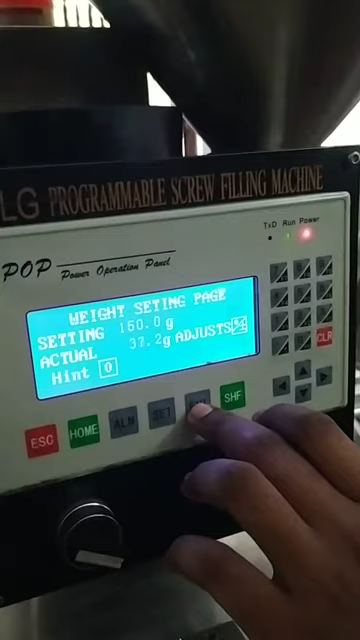 LG PROGRAMMABLE SCREW FILLING MACHINE
TxD Run Power
POP Power Operation Panel
WEIGHT SETING PAGE
SETTING 150.0g
ACTUAL 37.2g ADJUSTS
Hint 0
CLR
ESC HOME ALM SET SHF